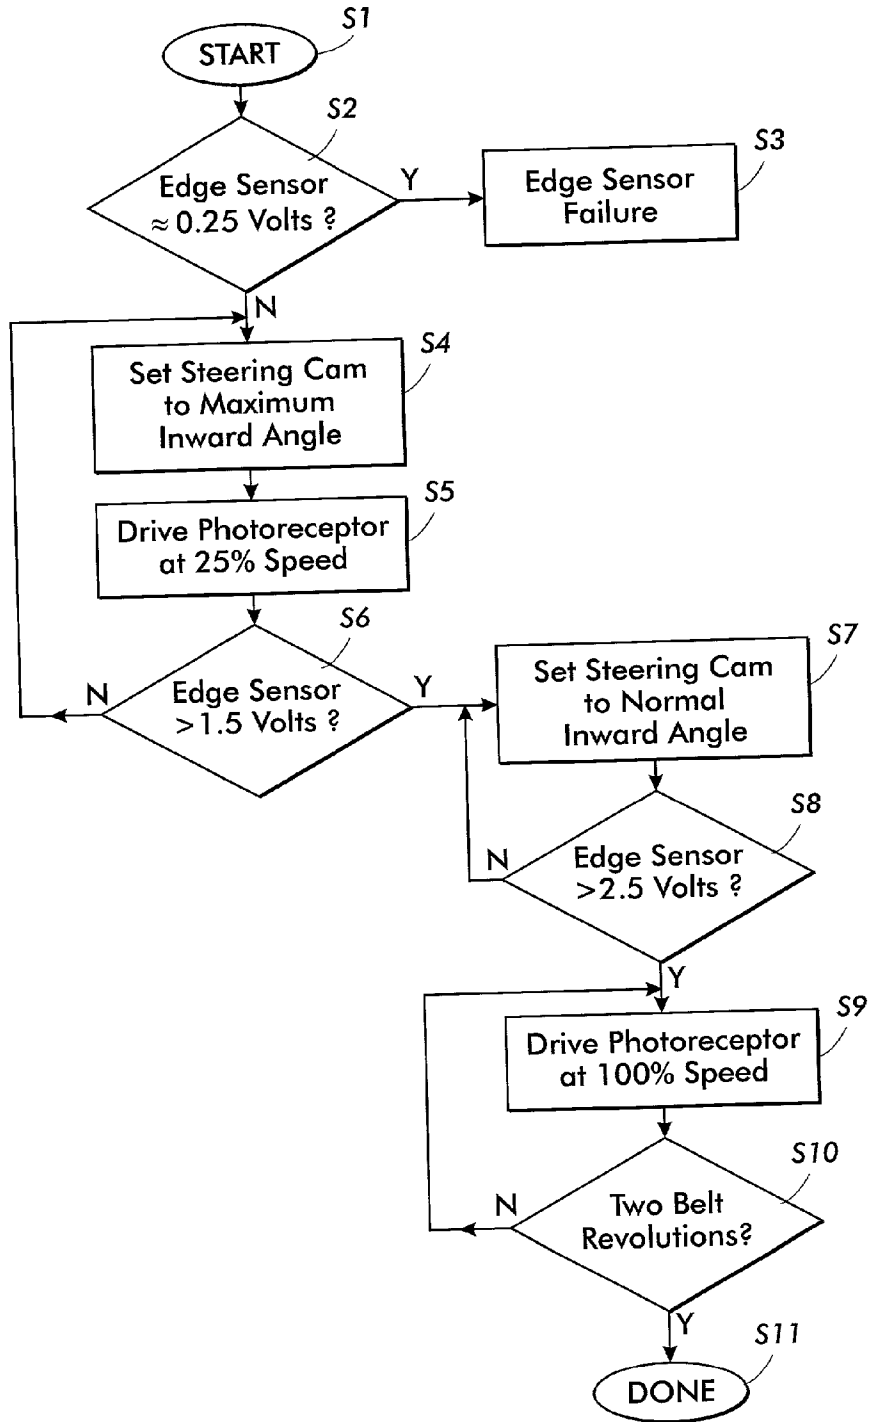 S1
START
S2
Edge Sensor
≈ 0.25 Volts ?
Y
S3
Edge Sensor
Failure
N
S4
Set Steering Cam
to Maximum
Inward Angle
S5
Drive Photoreceptor
at 25% Speed
S6
N
Edge Sensor
>1.5 Volts ?
Y
S7
Set Steering Cam
to Normal
Inward Angle
S8
N
Edge Sensor
>2.5 Volts ?
Y
S9
Drive Photoreceptor
at 100% Speed
S10
N
Two Belt
Revolutions?
Y
S11
DONE